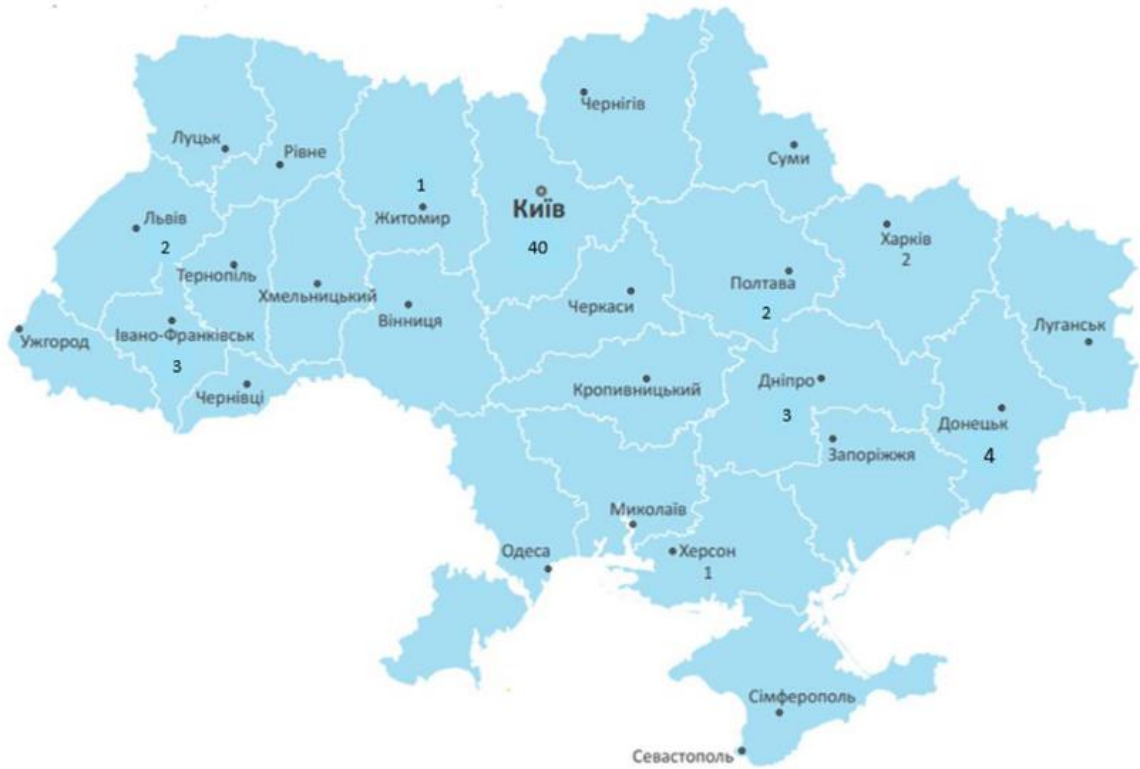 Чернігів
Луцьк
Рівне
Суми
1
Житомир
Київ
40
Львів
2
Харків
2
Тернопіль
Хмельницький
Полтава
2
Черкаси
Вінниця
Ужгород
Івано-Франківськ
3
Луганськ
Чернівці
Кропивницький
Дніпро
3
Донецьк
4
Запоріжжя
Миколаїв
Одеса
Херсон
1
Сімферополь
Севастополь